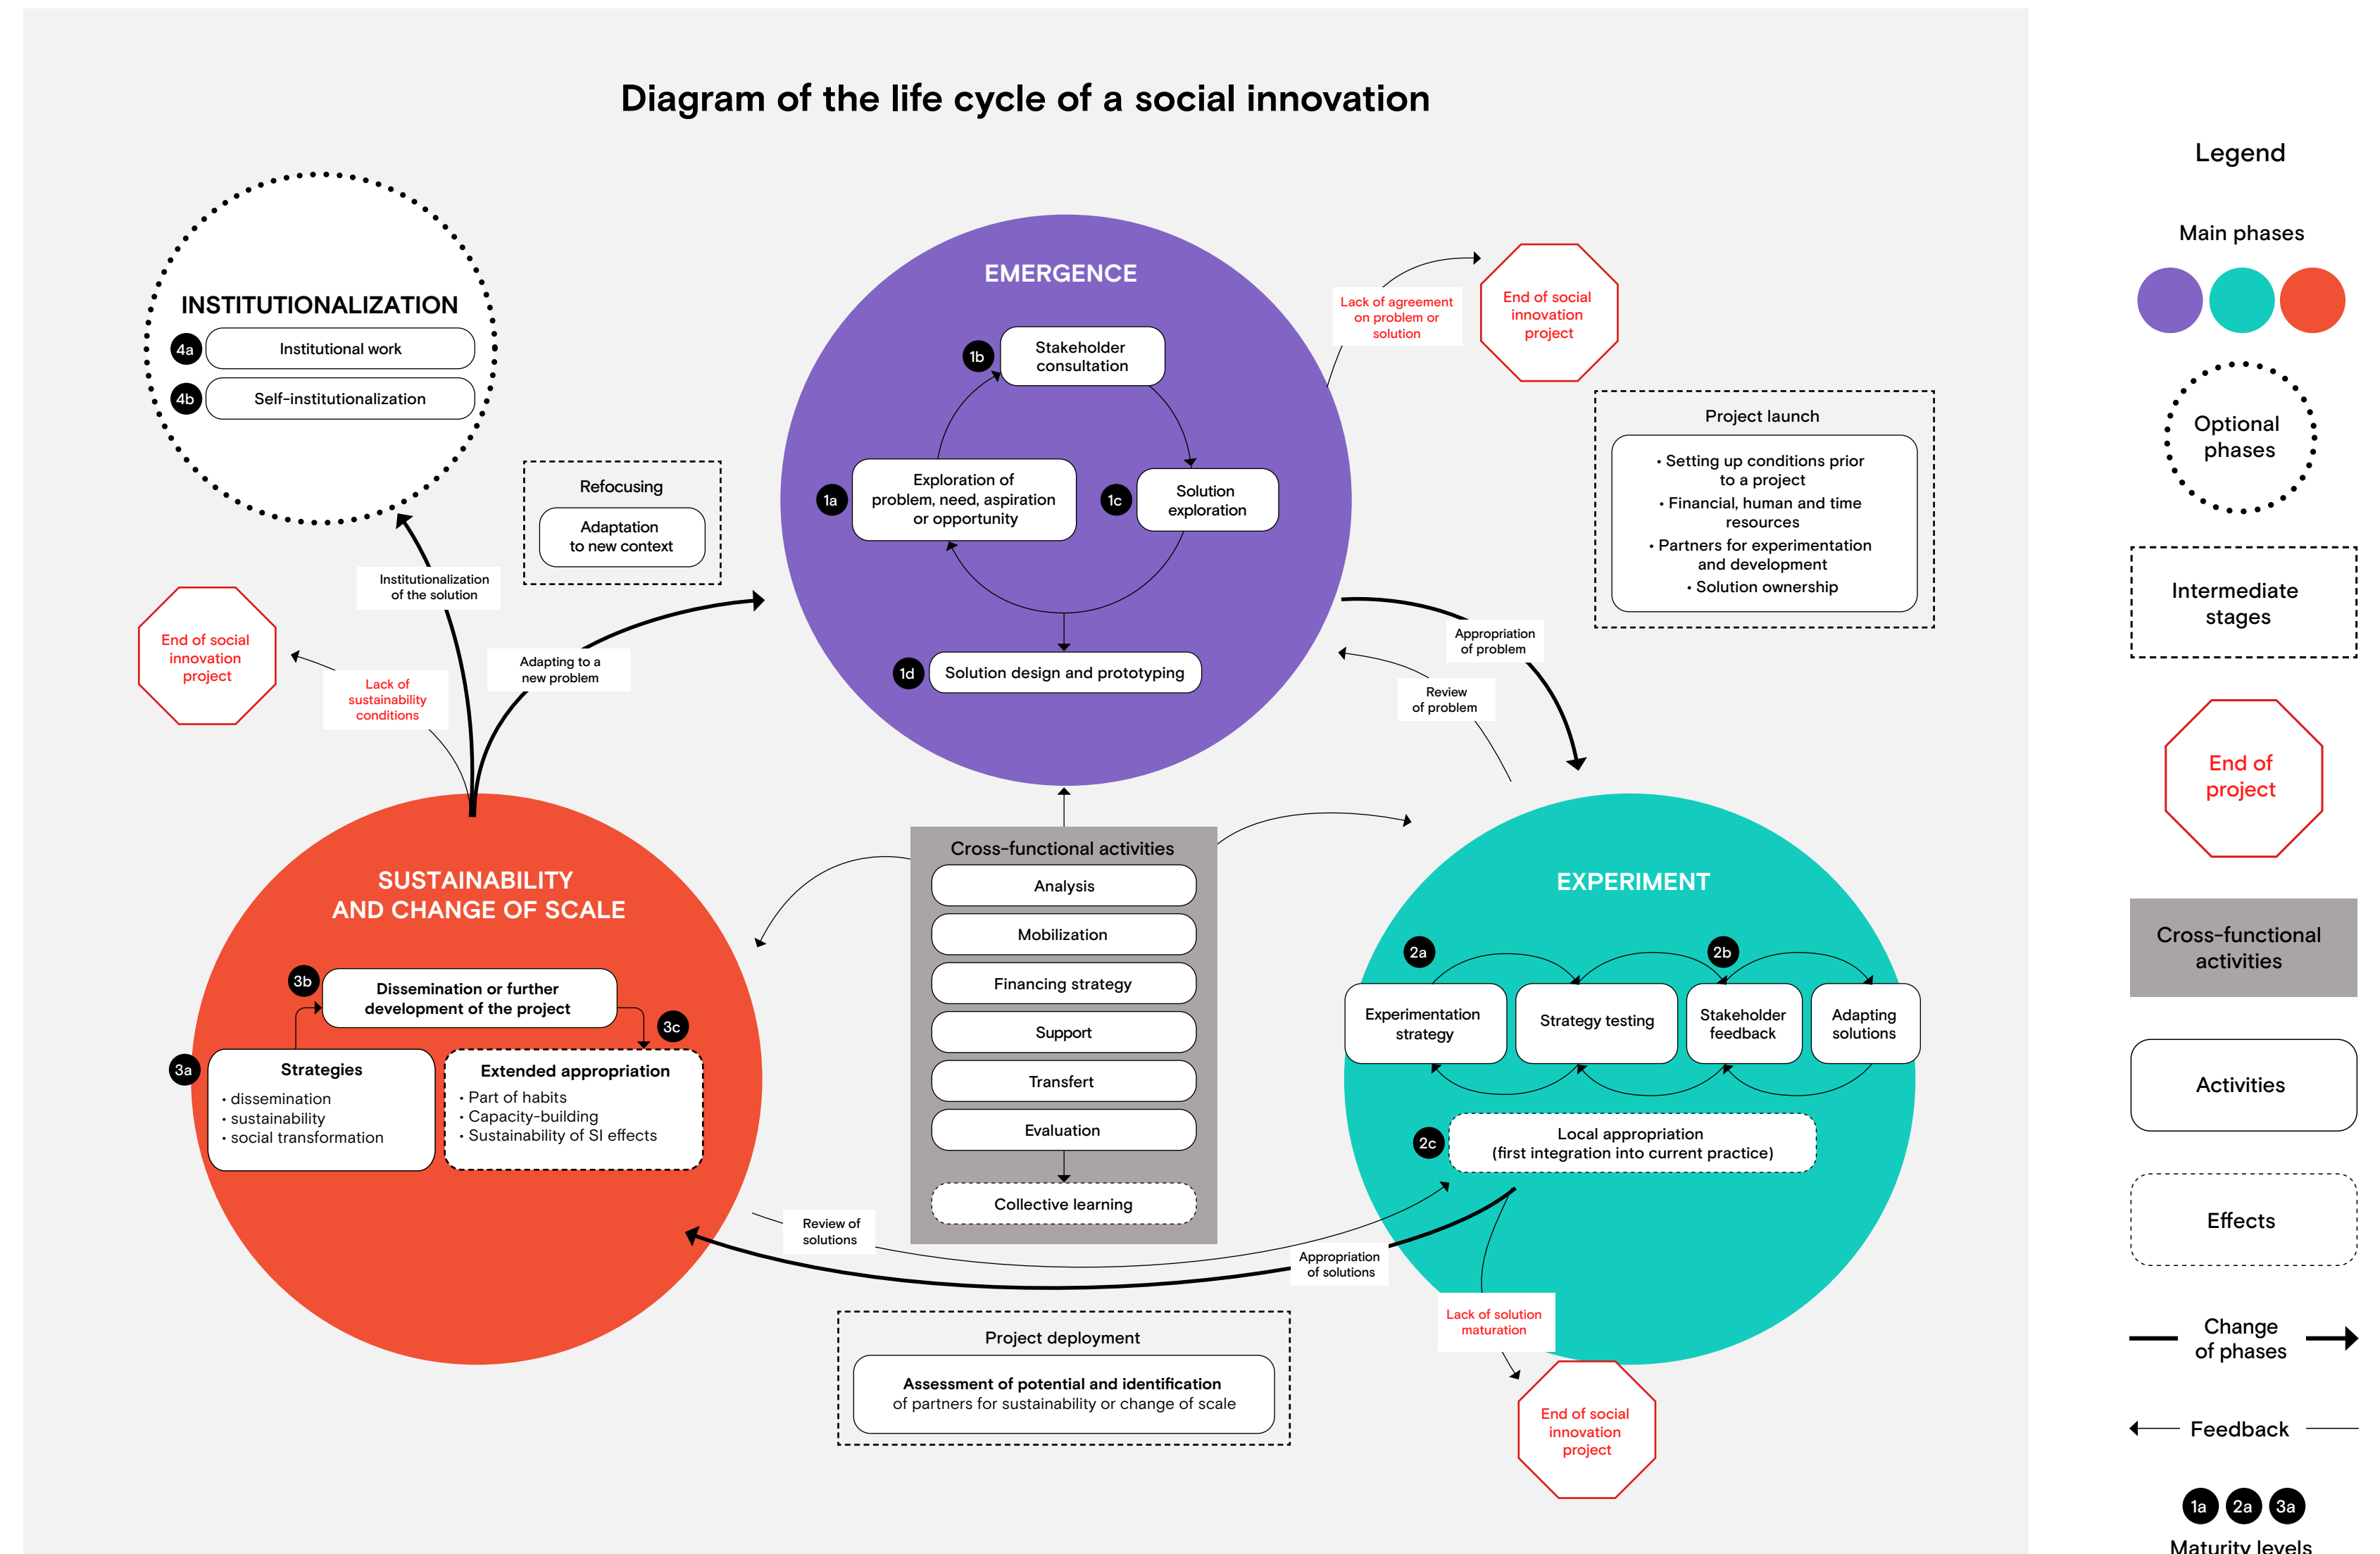 Diagram of the life cycle of a social innovation
INSTITUTIONALIZATION
4a
Institutional work
4b
Self-institutionalization
Refocusing
Adaptation
to new context
Institutionalization
of the solution
End of social
innovation
project
Lack of
sustainability
conditions
Adapting to a
new problem
EMERGENCE
1b
Stakeholder
consultation
1a
Exploration of
problem, need, aspiration
or opportunity
1c
Solution
exploration
1d
Solution design and prototyping
Lack of agreement
on problem or
solution
End of social
innovation
project
Project launch
• Setting up conditions prior
to a project
• Financial, human and time
resources
• Partners for experimentation
and development
• Solution ownership
Appropriation
of problem
Review
of problem
SUSTAINABILITY
AND CHANGE OF SCALE
3b
Dissemination or further
development of the project
3c
3a
Strategies
• dissemination
• sustainability
• social transformation
Extended appropriation
• Part of habits
• Capacity-building
• Sustainability of SI effects
Cross-functional activities
Analysis
Mobilization
Financing strategy
Support
Transfert
Evaluation
Collective learning
EXPERIMENT
2a
2b
Experimentation
strategy
Strategy testing
Stakeholder
feedback
Adapting
solutions
2c
Local appropriation
(first integration into current practice)
Review of
solutions
Appropriation
of solutions
Lack of solution
maturation
End of social
innovation
project
Project deployment
Assessment of potential and identification
of partners for sustainability or change of scale
Legend
Main phases
Optional
phases
Intermediate
stages
End of
project
Cross-functional
activities
Activities
Effects
Change
of phases
Feedback
1a 2a 3a
Maturity levels